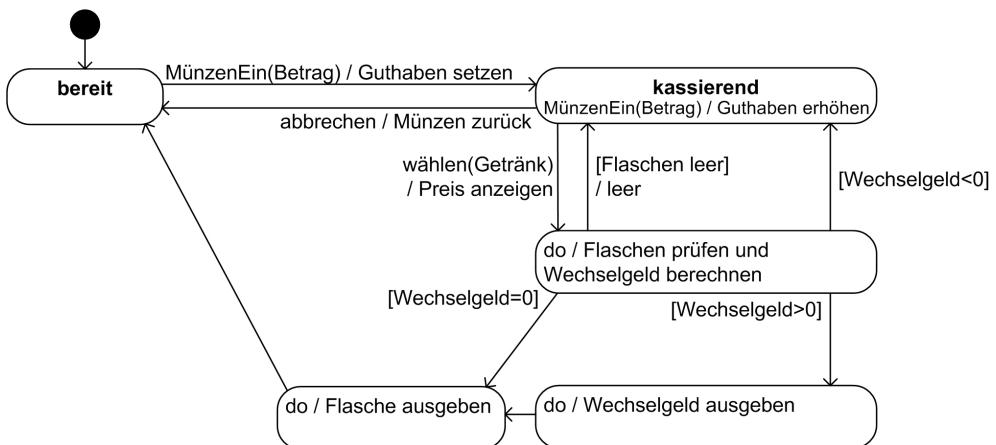 bereit
MünzenEin(Betrag) / Guthaben setzen
kassierend
MünzenEin(Betrag) / Guthaben erhöhen
abbrechen / Münzen zurück
wählen(Getränk)
/ Preis anzeigen
[Flaschen leer]
/ leer
[Wechselgeld<0]
do / Flaschen prüfen und
Wechselgeld berechnen
[Wechselgeld=0]
[Wechselgeld>0]
do / Flasche ausgeben
do / Wechselgeld ausgeben